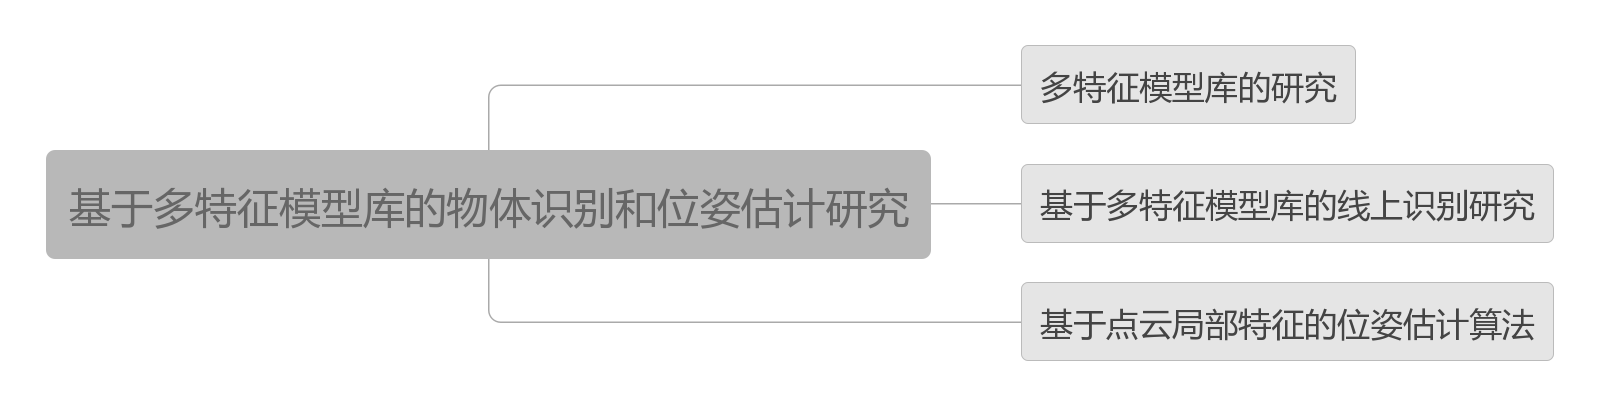 多特征模型库的研究
基于多特征模型库的物体识别和位姿估计研究
基于多特征模型库的线上识别研究
基于点云局部特征的位姿估计算法